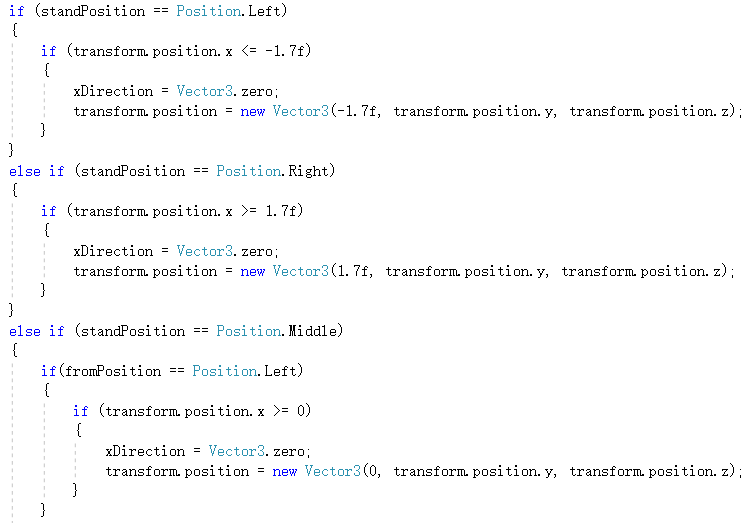 if (standPosition == Position.Left)
{
    if (transform.position.x <= -1.7f)
    {
        xDirection = Vector3.zero;
        transform.position = new Vector3(-1.7f, transform.position.y, transform.position.z);
    }
}
else if (standPosition == Position.Right)
{
    if (transform.position.x >= 1.7f)
    {
        xDirection = Vector3.zero;
        transform.position = new Vector3(1.7f, transform.position.y, transform.position.z);
    }
}
else if (standPosition == Position.Middle)
{
    if(fromPosition == Position.Left)
    {
        if (transform.position.x >= 0)
        {
            xDirection = Vector3.zero;
            transform.position = new Vector3(0, transform.position.y, transform.position.z);
        }
    }